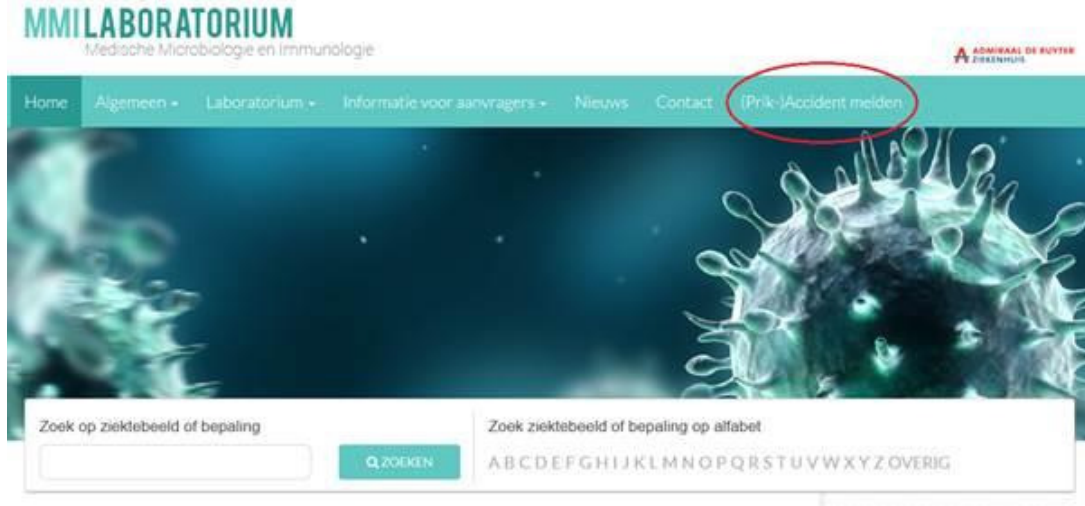 MMILABORATORIUM
Medische Microbiologie en Immunologie
ADMIRAAL DE RUYTER
ZIEKENHUIS
Home Algemeen Laboratorium Informatie voor aanvragers Nieuws Contact (Prik-)Accident melden
Zoek op ziektebeeld of bepaling
ZOEKEN
Zoek ziektebeeld of bepaling op alfabet
A B C D E F G H I J K L M N O P Q R S T U V W X Y Z OVERIG